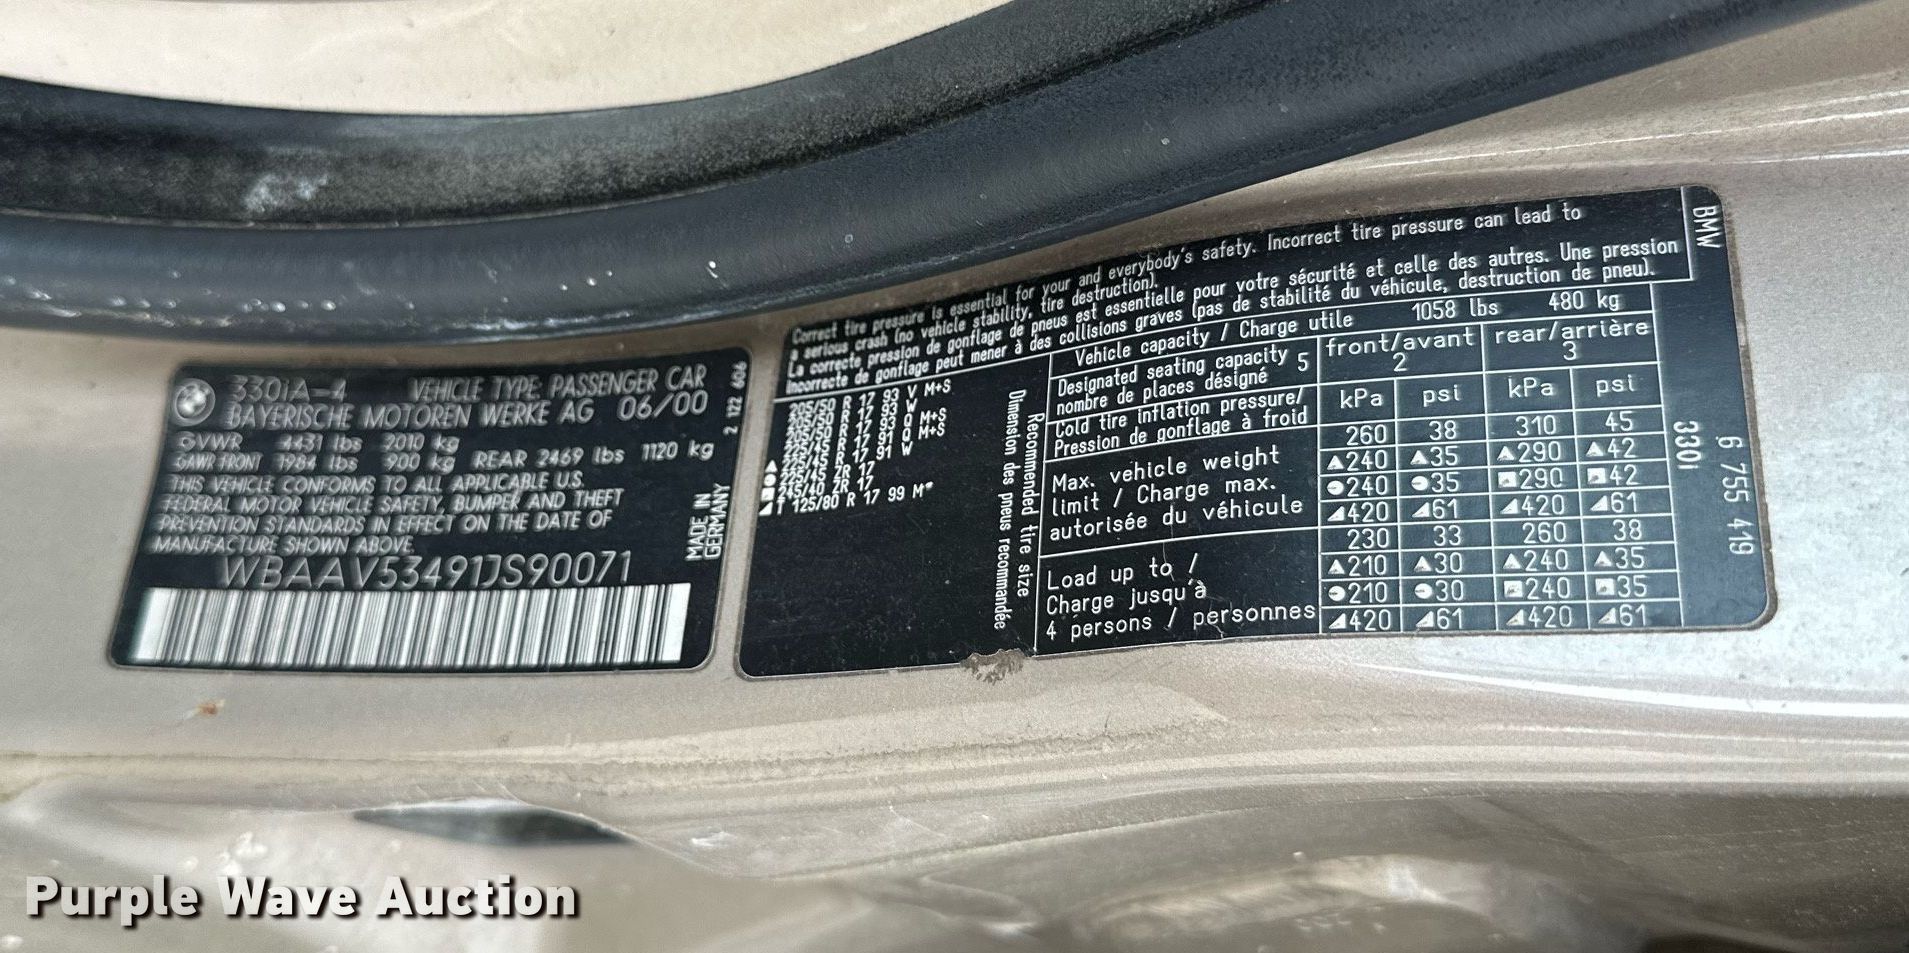 330iA-4 VEHICLE TYPE: PASSENGER CAR
BAYERISCHE MOTOREN WERKE AG 06/00
GVWR 4431 lbs 2010 kg
GAWR FRONT 1984 lbs 900 kg REAR 2469 lbs 1120 kg
THIS VEHICLE CONFORMS TO ALL APPLICABLE U.S.
FEDERAL MOTOR VEHICLE SAFETY, BUMPER AND THEFT
PREVENTION STANDARDS IN EFFECT ON THE DATE OF
MANUFACTURE SHOWN ABOVE.
WBAAV53491JS90071
MADE IN
GERMANY
2 122 606
Correct tire pressure is essential for your and everybody's safety. Incorrect tire pressure can lead to
a serious crash (no vehicle stability, tire destruction).
La correcte pression de gonflage de pneus est essentielle pour votre sécurité et celle des autres. Une pression
incorrecte de gonflage peut mener à des collisions graves (pas de stabilité du véhicule, destruction de pneu).
BMW
205/50 R 17 93 V M+S
T 125/80 R 17 99 M*
Recommended tire size
Dimension des pneus recommandée
Vehicle capacity / Charge utile 1058 lbs 480 kg
Designated seating capacity 5 front/avant rear/arrière
nombre de places désigné 2 3
Cold tire inflation pressure/ kPa psi kPa psi
Pression de gonflage à froid
Max. vehicle weight
limit / Charge max.
autorisée du véhicule
260 38 310 45
240 35 290 42
240 35 290 42
420 61 420 61
Load up to /
Charge jusqu'à
4 persons / personnes
230 33 260 38
210 30 240 35
210 30 240 35
420 61 420 61
330i
6 755 419
Purple Wave Auction